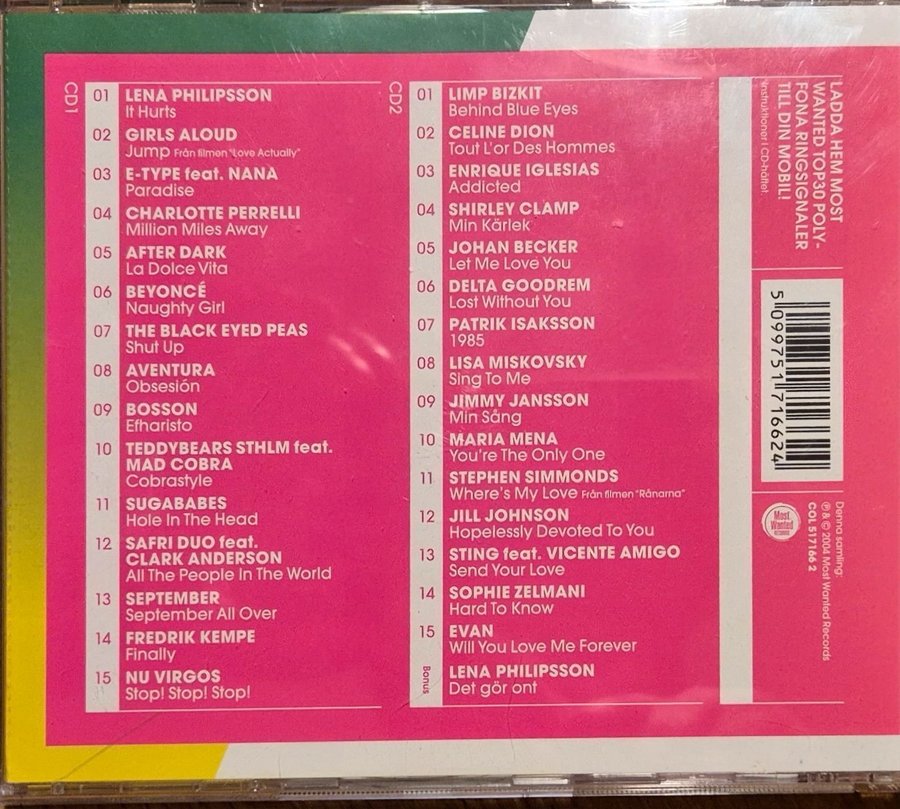 CD1
01 LENA PHILIPSSON
It Hurts
02 GIRLS ALOUD
Jump Från filmen "Love Actually"
03 E-TYPE feat. NANA
Paradise
04 CHARLOTTE PERRELLI
Million Miles Away
05 AFTER DARK
La Dolce Vita
06 BEYONCÉ
Naughty Girl
07 THE BLACK EYED PEAS
Shut Up
08 AVENTURA
Obsesión
09 BOSSON
Efharisto
10 TEDDYBEARS STHLM feat.
MAD COBRA
Cobrastyle
11 SUGABABES
Hole In The Head
12 SAFRI DUO feat.
CLARK ANDERSON
All The People In The World
13 SEPTEMBER
September All Over
14 FREDRIK KEMPE
Finally
15 NU VIRGOS
Stop! Stop! Stop!
CD2
01 LIMP BIZKIT
Behind Blue Eyes
02 CELINE DION
Tout L'or Des Hommes
03 ENRIQUE IGLESIAS
Addicted
04 SHIRLEY CLAMP
Min Kärlek
05 JOHAN BECKER
Let Me Love You
06 DELTA GOODREM
Lost Without You
07 PATRIK ISAKSSON
1985
08 LISA MISKOVSKY
Sing To Me
09 JIMMY JANSSON
Min Sång
10 MARIA MENA
You're The Only One
11 STEPHEN SIMMONDS
Where's My Love Från filmen "Rånarna"
12 JILL JOHNSON
Hopelessly Devoted To You
13 STING feat. VICENTE AMIGO
Send Your Love
14 SOPHIE ZELMANI
Hard To Know
15 EVAN
Will You Love Me Forever
Bonus LENA PHILIPSSON
Det gör ont
LADDA HEM MOST
WANTED TOP30 POLY-
FONA RINGSIGNALER
TILL DIN MOBIL!
Instruktioner i CD-häftet
5 099751 716624
Most
Wanted
RECORDS
Denna samling:
℗ & © 2004 Most Wanted Records
COL 517166 2